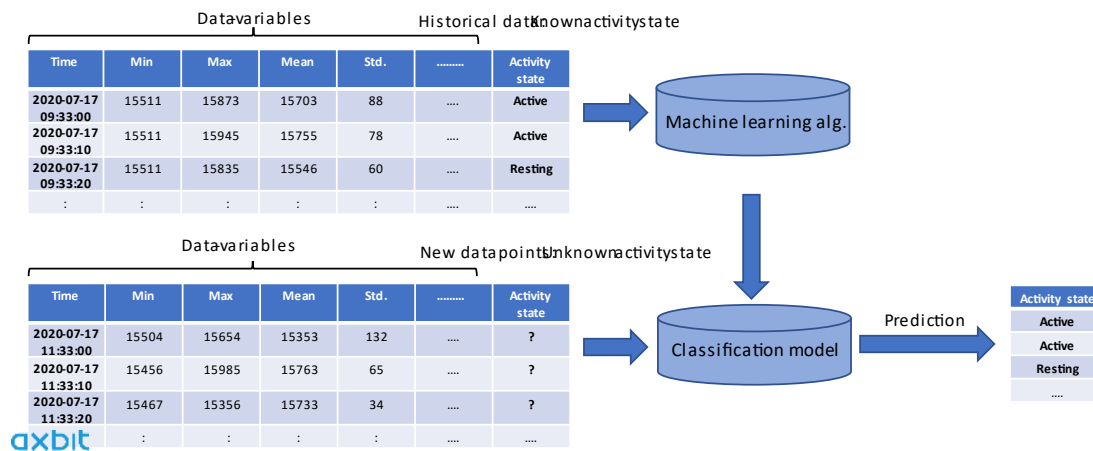 Data-variables
Historical data: Known activity state
Time Min Max Mean Std. ......... Activity state
2020-07-17 09:33:00 15511 15873 15703 88 .... Active
2020-07-17 09:33:10 15511 15945 15755 78 .... Active
2020-07-17 09:33:20 15511 15835 15546 60 .... Resting
: : : : : .... ....
Machine learning alg.
Data-variables
New datapoints: Unknown activity state
Time Min Max Mean Std. ......... Activity state
2020-07-17 11:33:00 15504 15654 15353 132 .... ?
2020-07-17 11:33:10 15456 15985 15763 65 .... ?
2020-07-17 11:33:20 15467 15356 15733 34 .... ?
: : : : .... ....
Classification model
Prediction
Activity state
Active
Active
Resting
....
axbit